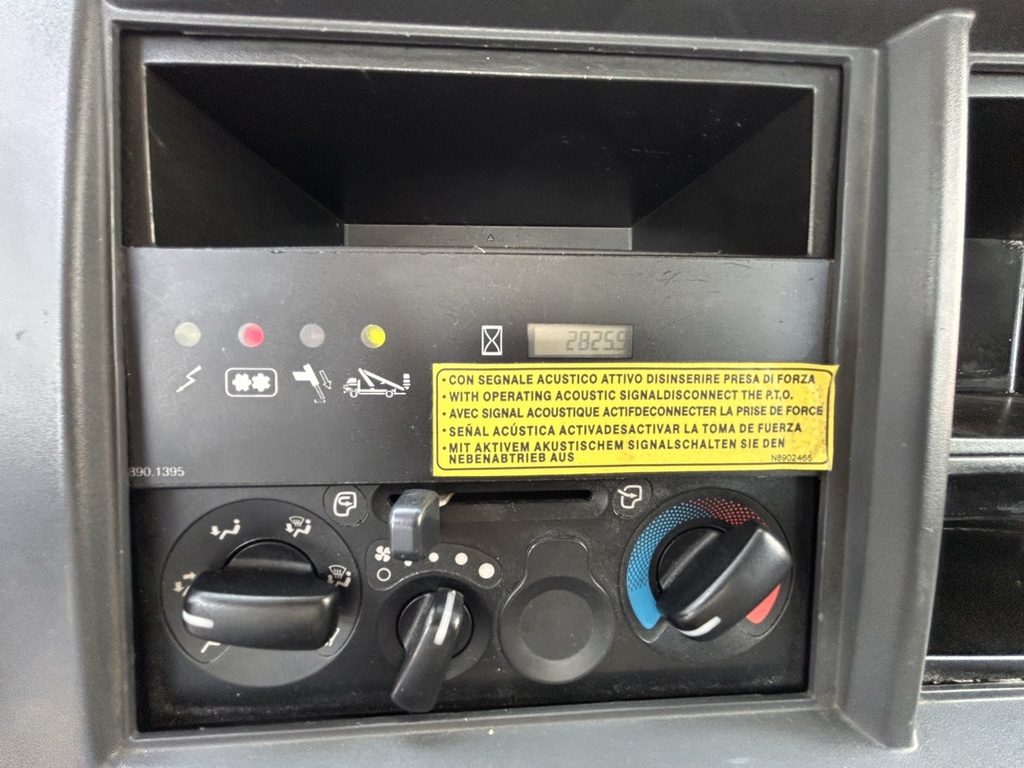 28255
• CON SEGNALE ACUSTICO ATTIVO DISINSERIRE PRESA DI FORZA
• WITH OPERATING ACOUSTIC SIGNALDISCONNECT THE P.T.O.
• AVEC SIGNAL ACOUSTIQUE ACTIFDECONNECTER LA PRISE DE FORCE
• SEÑAL ACÚSTICA ACTIVADESACTIVAR LA TOMA DE FUERZA
• MIT AKTIVEM AKUSTISCHEM SIGNALSCHALTEN SIE DEN
NEBENABTRIEB AUS
N8902465
890.1395